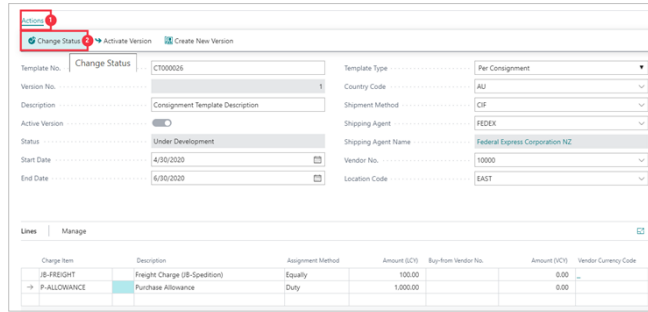 Actions 1
Change Status 2 Activate Version Create New Version
Change Status
Template No. CT000026 Template Type Per Consignment
Version No. 1 Country Code AU
Description Consignment Template Description Shipment Method CIF
Active Version Shipping Agent FEDEX
Status Under Development Shipping Agent Name Federal Express Corporation NZ
Start Date 4/30/2020 Vendor No. 10000
End Date 6/30/2020 Location Code EAST
Lines Manage
Charge Item Description Assignment Method Amount (LCY) Buy-from Vendor No. Amount (VCY) Vendor Currency Code
JB-FREIGHT Freight Charge (JB-Spedition) Equally 100.00 0.00
P-ALLOWANCE Purchase Allowance Duty 1,000.00 0.00